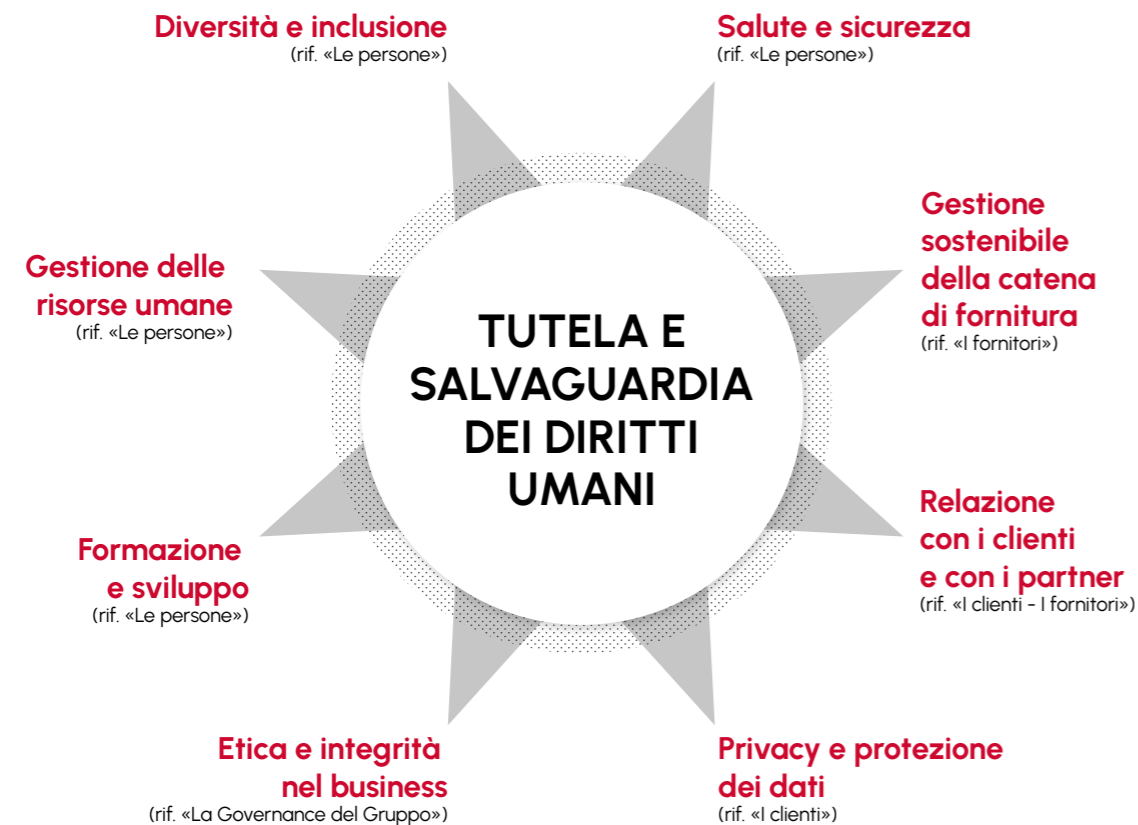 Diversità e inclusione
(rif. «Le persone»)
Salute e sicurezza
(rif. «Le persone»)
Gestione
sostenibile
della catena
di fornitura
(rif. «I fornitori»)
Gestione delle
risorse umane
(rif. «Le persone»)
TUTELA E
SALVAGUARDIA
DEI DIRITTI
UMANI
Relazione
con i clienti
e con i partner
(rif. «I clienti - I fornitori»)
Formazione
e sviluppo
(rif. «Le persone»)
Etica e integrità
nel business
(rif. «La Governance del Gruppo»)
Privacy e protezione
dei dati
(rif. «I clienti»)